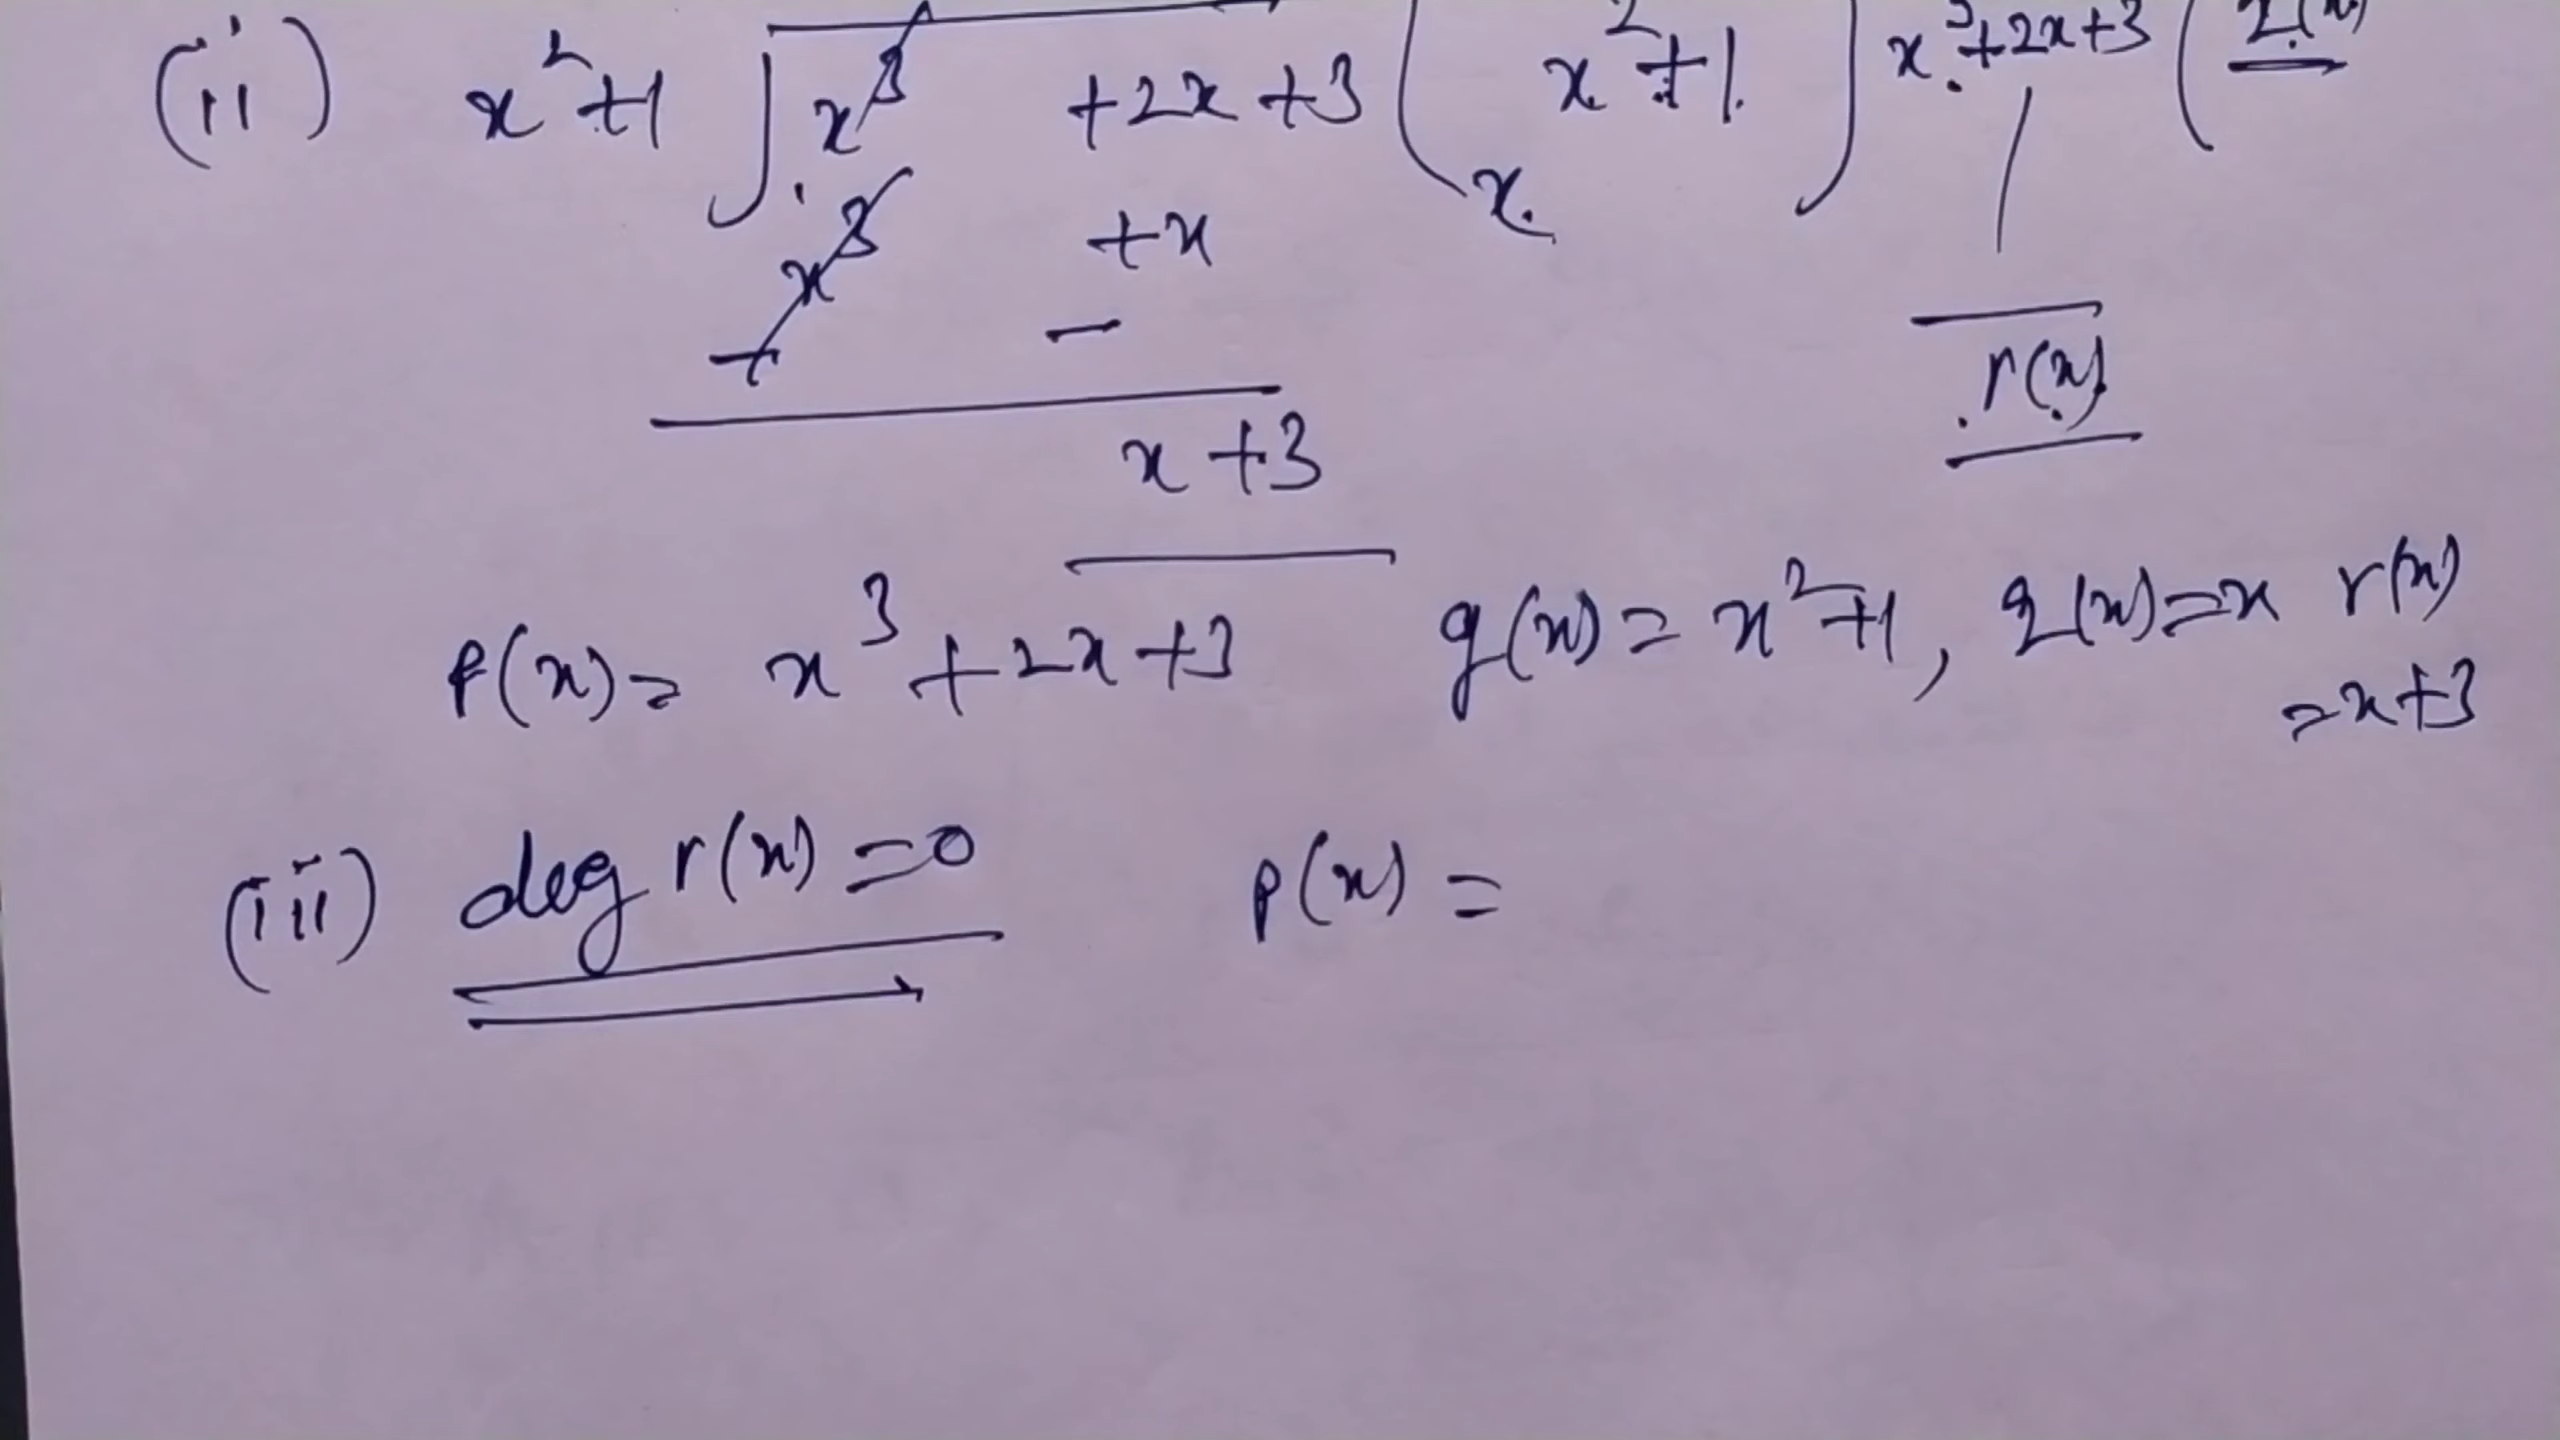 (ii) x²+1 ) x³ +2x+3 ( x
x²+1 ) x³+2x+3 ( q(x)
x³ +x
- -
x+3
r(x)
P(x)= x³+2x+3 g(x)=x²+1, q(x)=x r(x)
=x+3
(iii) deg r(x)=0 P(x)=